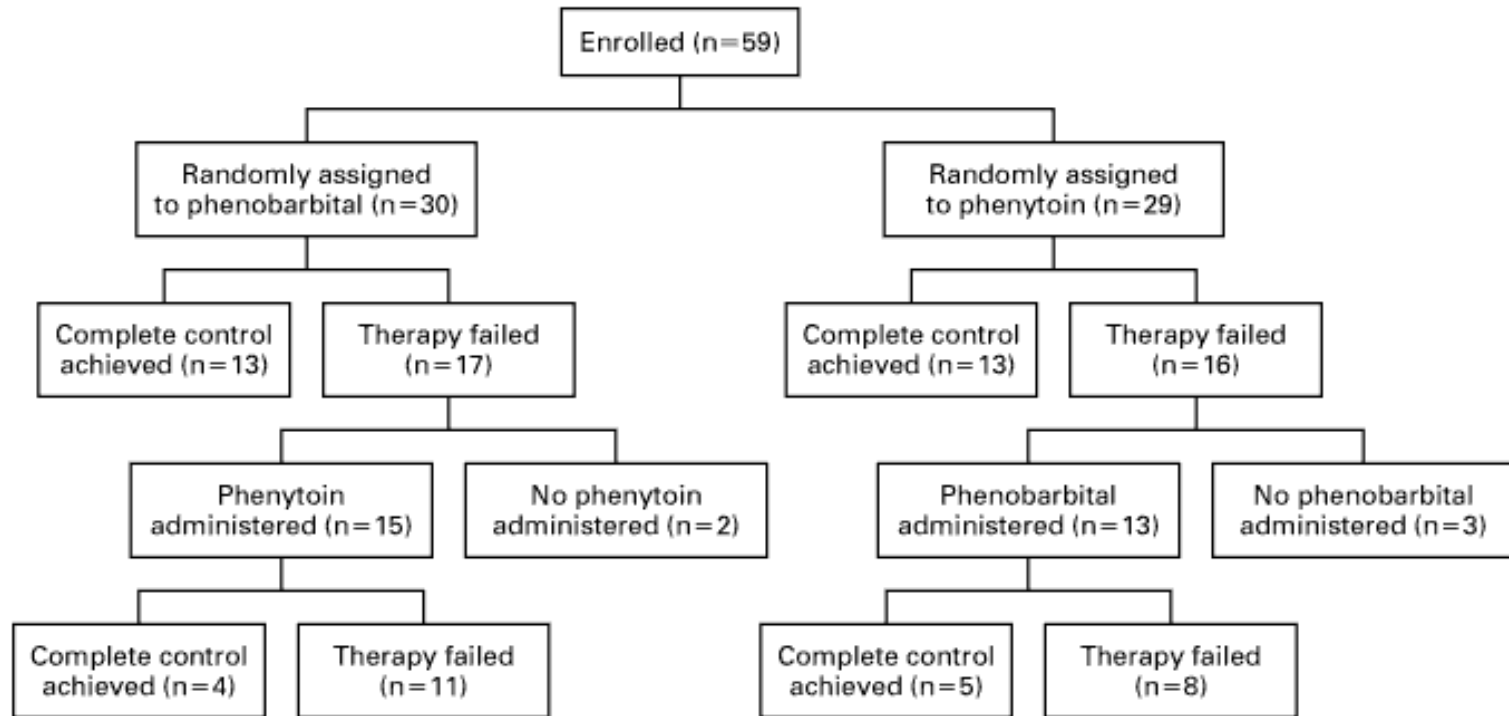 Enrolled (n=59)
Randomly assigned
to phenobarbital (n=30)
Randomly assigned
to phenytoin (n=29)
Complete control
achieved (n=13)
Therapy failed
(n=17)
Complete control
achieved (n=13)
Therapy failed
(n=16)
Phenytoin
administered (n=15)
No phenytoin
administered (n=2)
Phenobarbital
administered (n=13)
No phenobarbital
administered (n=3)
Complete control
achieved (n=4)
Therapy failed
(n=11)
Complete control
achieved (n=5)
Therapy failed
(n=8)